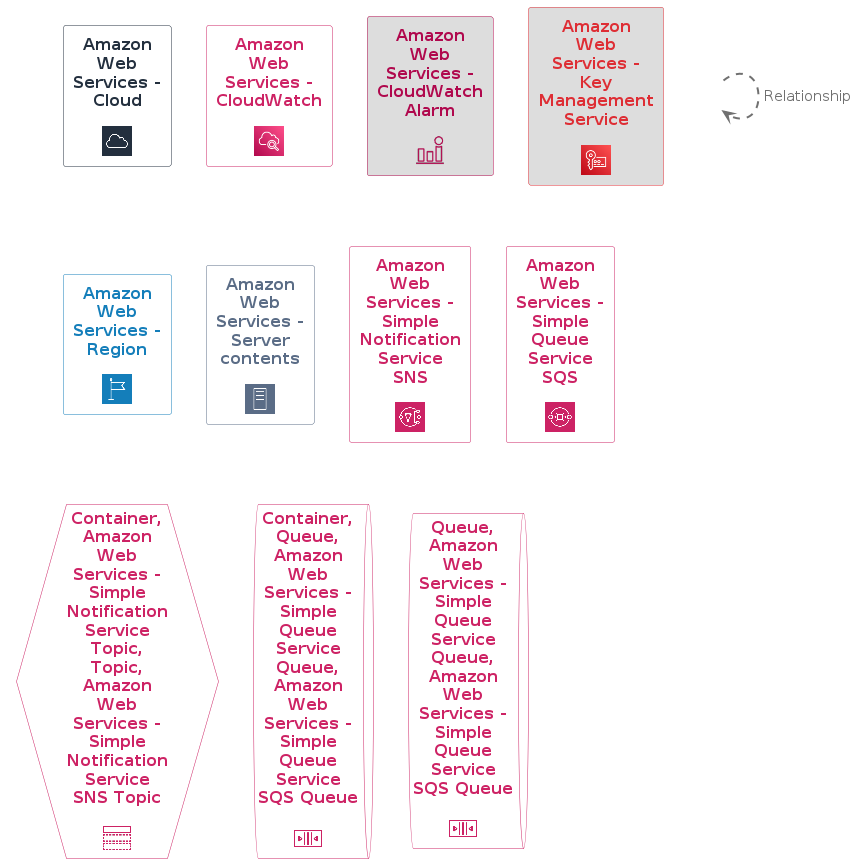 Amazon
Web
Services -
Cloud
Amazon
Web
Services -
CloudWatch
Amazon
Web
Services -
CloudWatch
Alarm
Amazon
Web
Services -
Key
Management
Service
Relationship
Amazon
Web
Services -
Region
Amazon
Web
Services -
Server
contents
Amazon
Web
Services -
Simple
Notification
Service
SNS
Amazon
Web
Services -
Simple
Queue
Service
SQS
Container,
Amazon
Web
Services -
Simple
Notification
Service
Topic,
Topic,
Amazon
Web
Services -
Simple
Notification
Service
SNS Topic
Container,
Queue,
Amazon
Web
Services -
Simple
Queue
Service
Queue,
Amazon
Web
Services -
Simple
Queue
Service
SQS Queue
Queue,
Amazon
Web
Services -
Simple
Queue
Service
Queue,
Amazon
Web
Services -
Simple
Queue
Service
SQS Queue